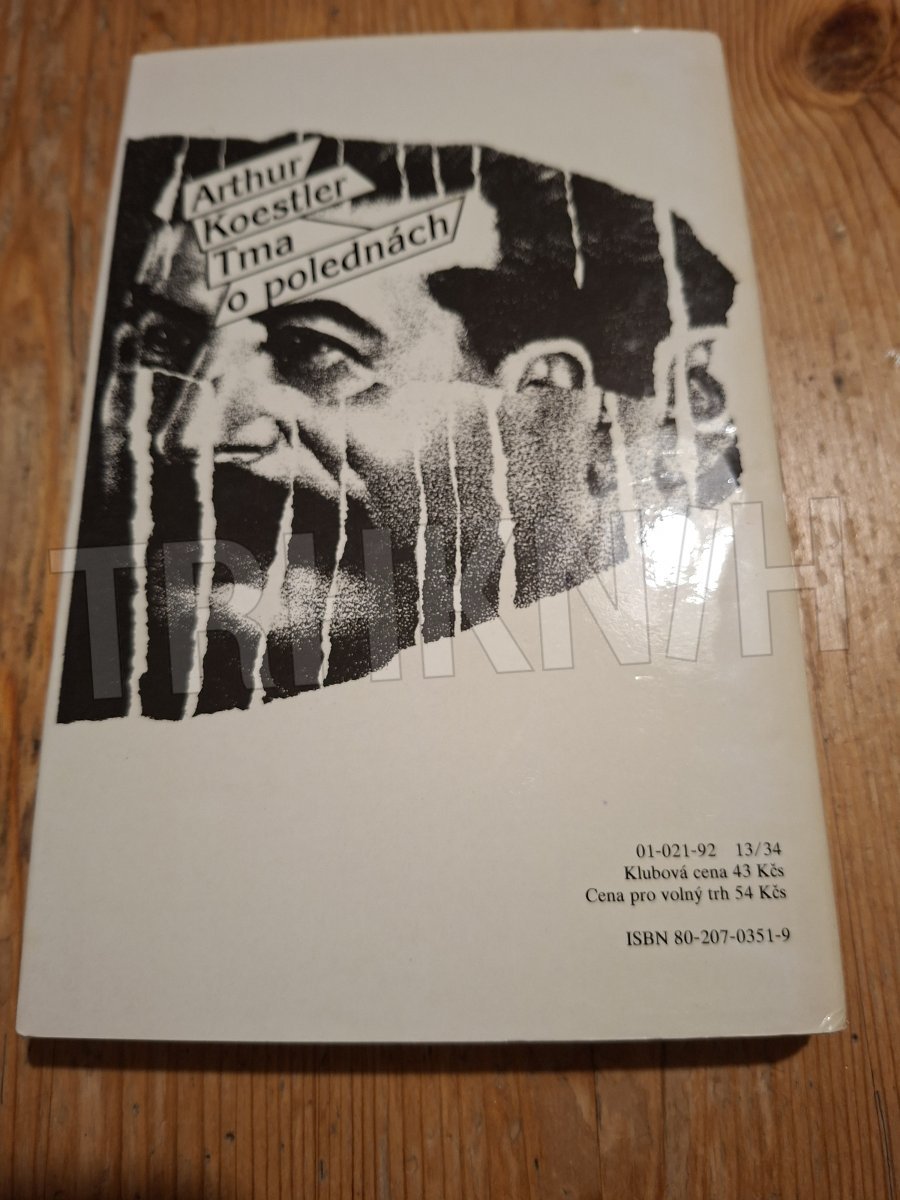 Arthur
Koestler
Tma
o polednách
TRHKNIH
01-021-92 13/34
Klubová cena 43 Kčs
Cena pro volný trh 54 Kčs
ISBN 80-207-0351-9